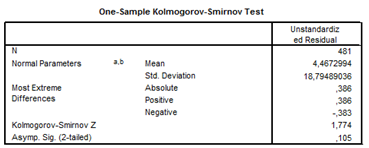 One-Sample Kolmogorov-Smirnov Test
Unstandardiz
ed Residual
N 481
Normal Parameters a,b Mean 4,4672994
Std. Deviation 18,79489036
Most Extreme Absolute ,386
Differences Positive ,386
Negative -,383
Kolmogorov-Smirnov Z 1,774
Asymp. Sig. (2-tailed) ,105